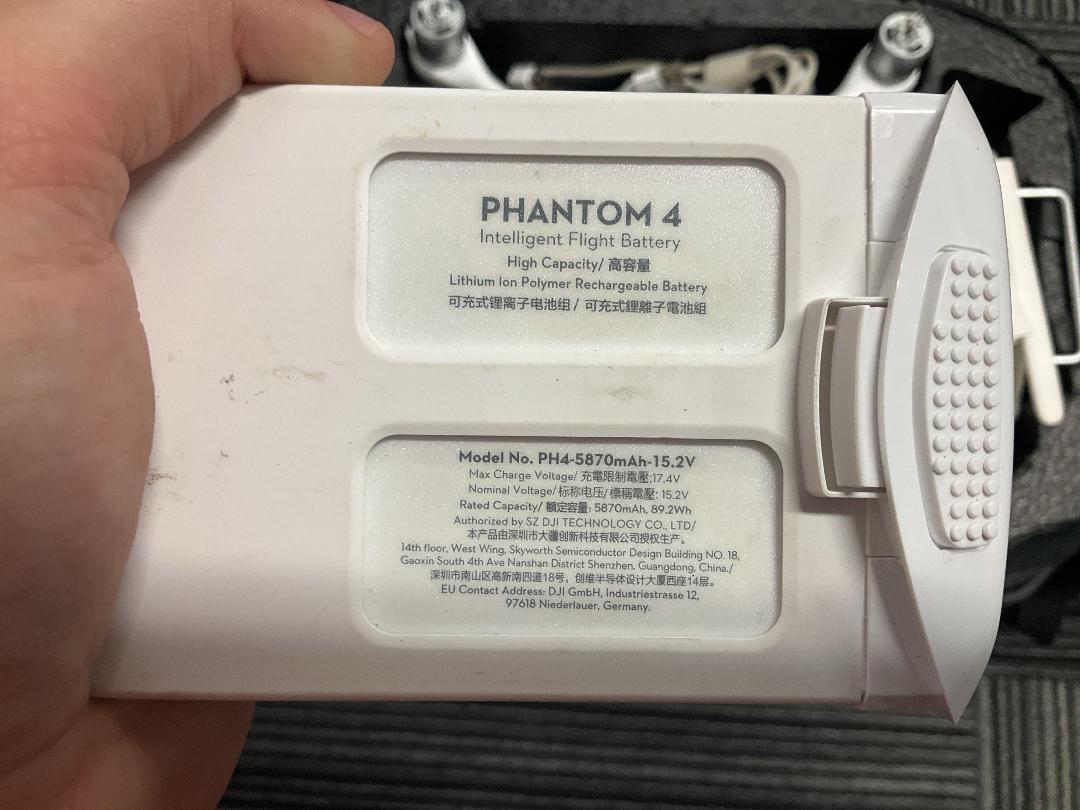 PHANTOM 4
Intelligent Flight Battery
High Capacity/ 高容量
Lithium Ion Polymer Rechargeable Battery
可充式锂离子电池组 / 可充式鋰離子電池組
Model No. PH4-5870mAh-15.2V
Max Charge Voltage/ 充電限制電壓:17.4V
Nominal Voltage/标称电压/標稱電壓: 15.2V
Rated Capacity/ 額定容量: 5870mAh, 89.2Wh
Authorized by SZ DJI TECHNOLOGY CO., LTD/
本产品由深圳市大疆创新科技有限公司授权生产。
14th floor, West Wing, Skyworth Semiconductor Design Building NO. 18,
Gaoxin South 4th Ave Nanshan District Shenzhen, Guangdong, China./
深圳市南山区高新南四道18号，创维半导体设计大厦西座14层。
EU Contact Address: DJI GmbH, Industriestrasse 12,
97618 Niederlauer, Germany.